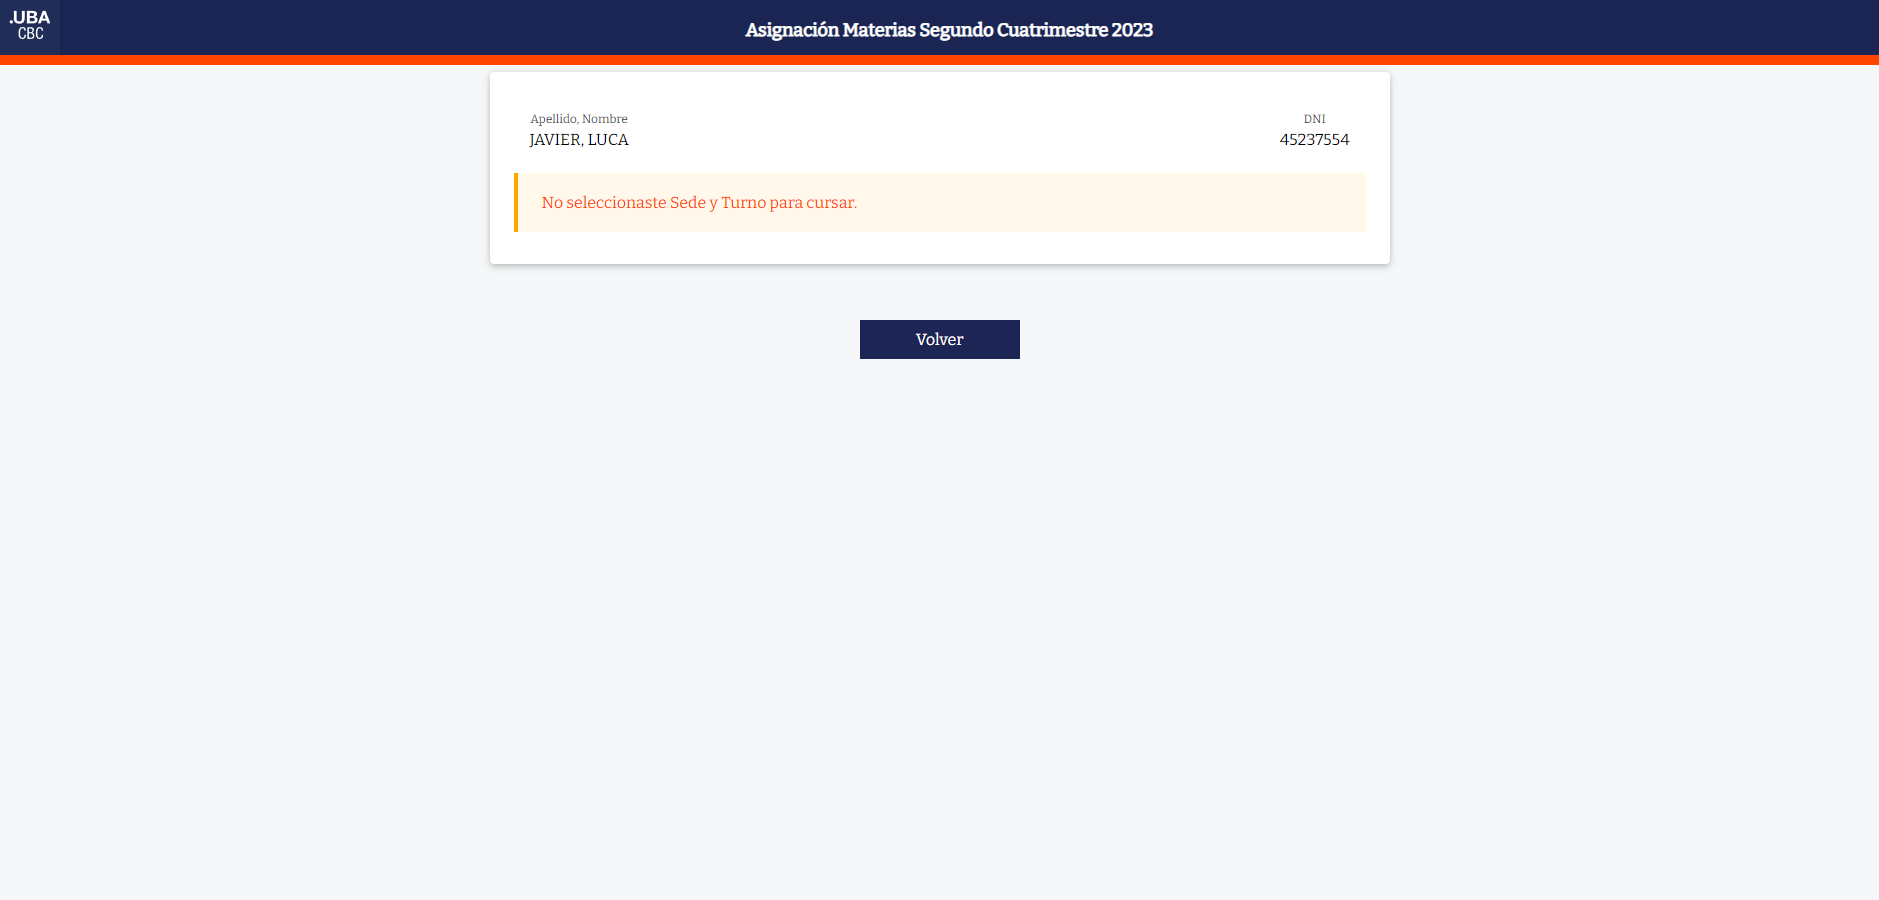 .UBA
CBC
Asignación Materias Segundo Cuatrimestre 2023
Apellido, Nombre
DNI
JAVIER, LUCA
45237554
No seleccionaste Sede y Turno para cursar.
Volver